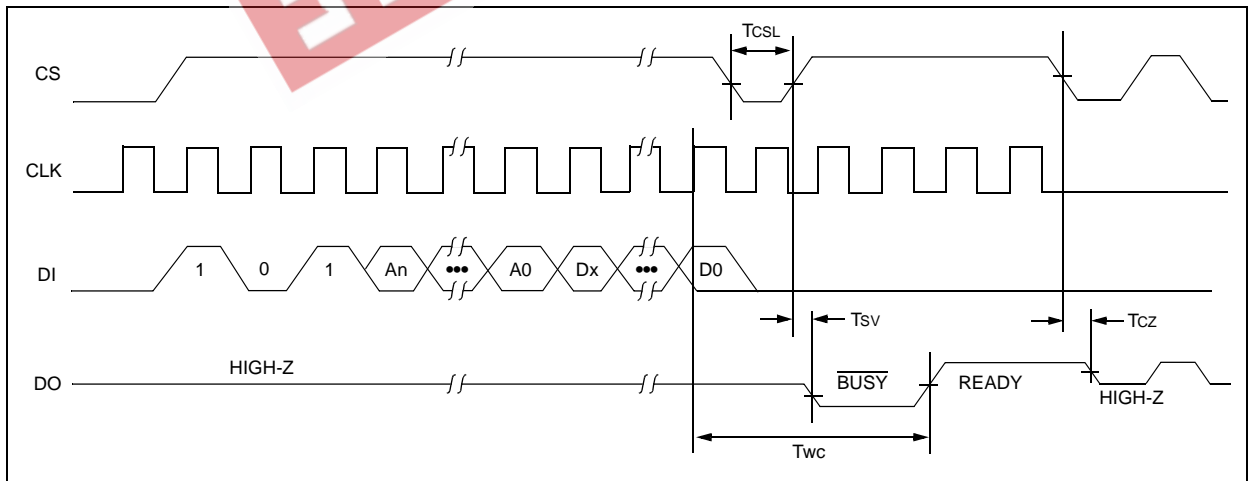 TCSL
CS
CLK
DI
1 0 1 An ••• A0 Dx ••• D0
TSV
TCZ
DO
HIGH-Z
BUSY
READY
HIGH-Z
TWC